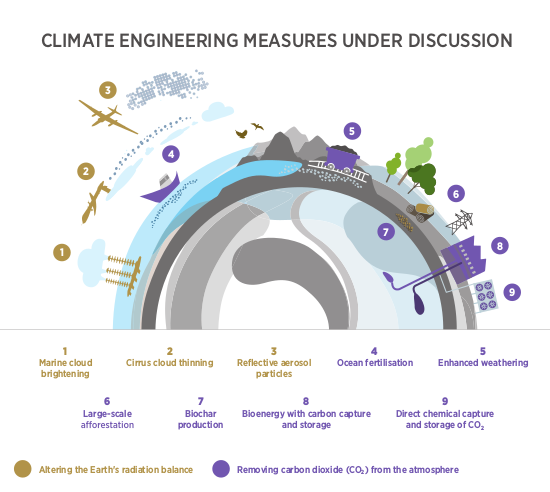 CLIMATE ENGINEERING MEASURES UNDER DISCUSSION
3
5
4
2
6
7
1
8
9
1
Marine cloud
brightening
2
Cirrus cloud thinning
3
Reflective aerosol
particles
4
Ocean fertilisation
5
Enhanced weathering
6
Large-scale
afforestation
7
Biochar
production
8
Bioenergy with carbon capture
and storage
9
Direct chemical capture
and storage of CO₂
Altering the Earth's radiation balance
Removing carbon dioxide (CO₂) from the atmosphere